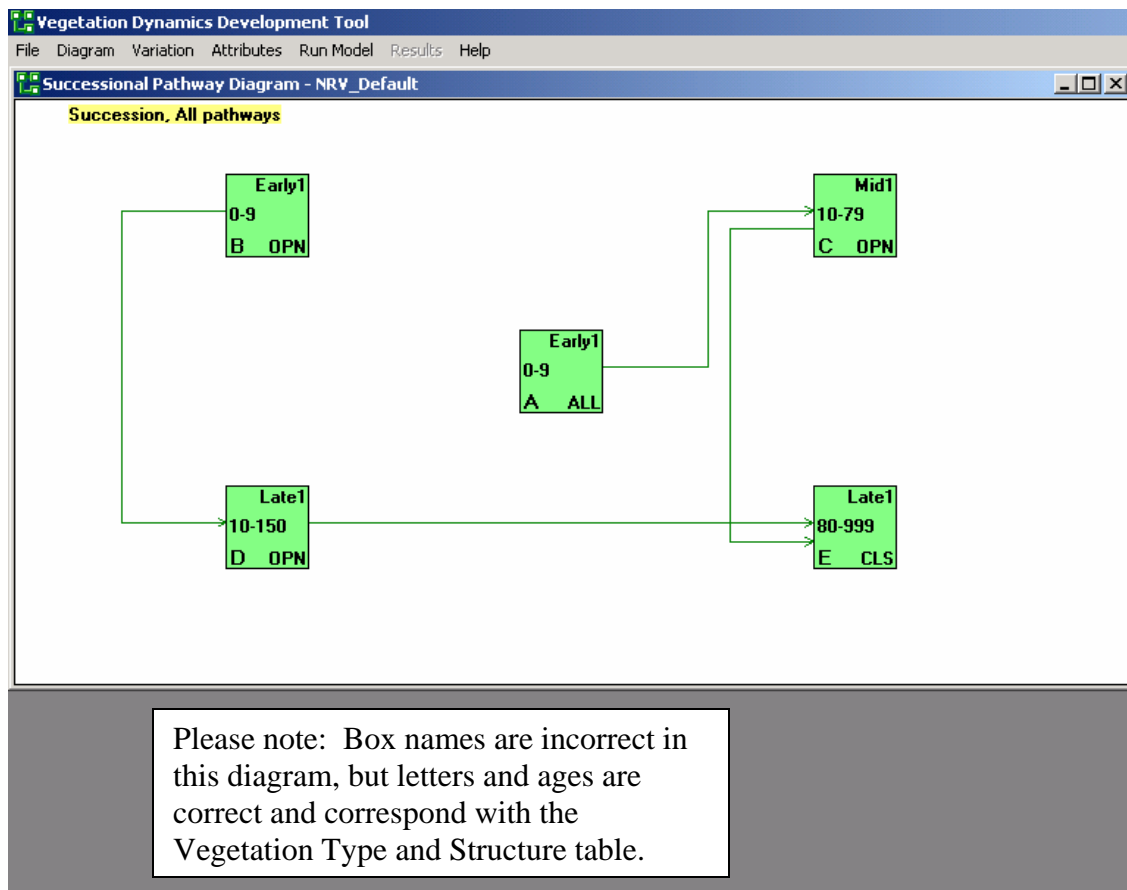 Vegetation Dynamics Development Tool
File Diagram Variation Attributes Run Model Results Help
Successional Pathway Diagram - NRV_Default
Succession, All pathways
Early1
0-9
B OPN
Mid1
10-79
C OPN
Early1
0-9
A ALL
Late1
10-150
D OPN
Late1
80-999
E CLS
Please note: Box names are incorrect in
this diagram, but letters and ages are
correct and correspond with the
Vegetation Type and Structure table.